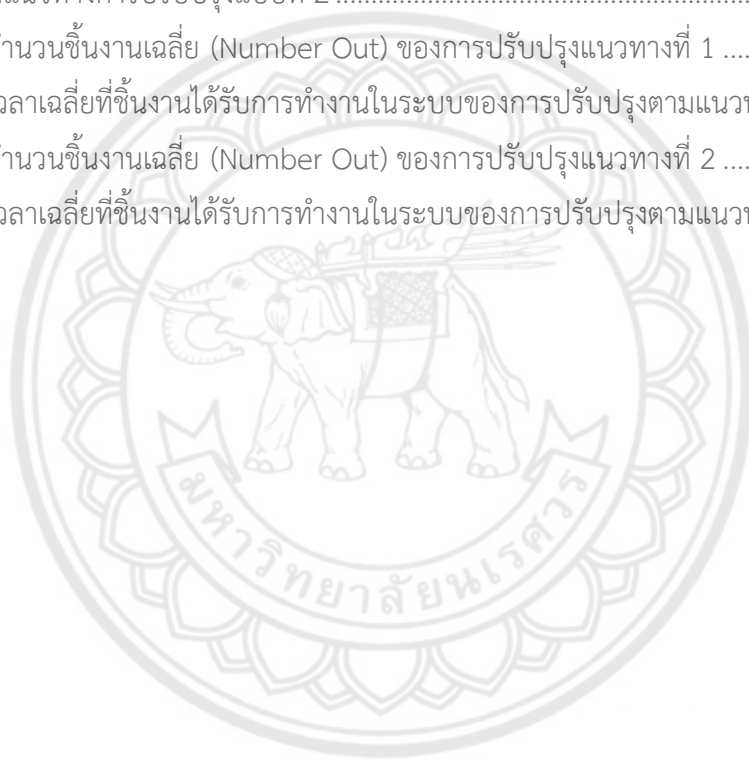 แนวทางการปรับปรุงแบบที่ 2 ........................................................................
ำนวนชิ้นงานเฉลี่ย (Number Out) ของการปรับปรุงแนวทางที่ 1 ....
วลาเฉลี่ยที่ชิ้นงานได้รับการทำงานในระบบของการปรับปรุงตามแนวท
ำนวนชิ้นงานเฉลี่ย (Number Out) ของการปรับปรุงแนวทางที่ 2 ....
วลาเฉลี่ยที่ชิ้นงานได้รับการทำงานในระบบของการปรับปรุงตามแนวท
มหาวิทยาลัยนเรศวร